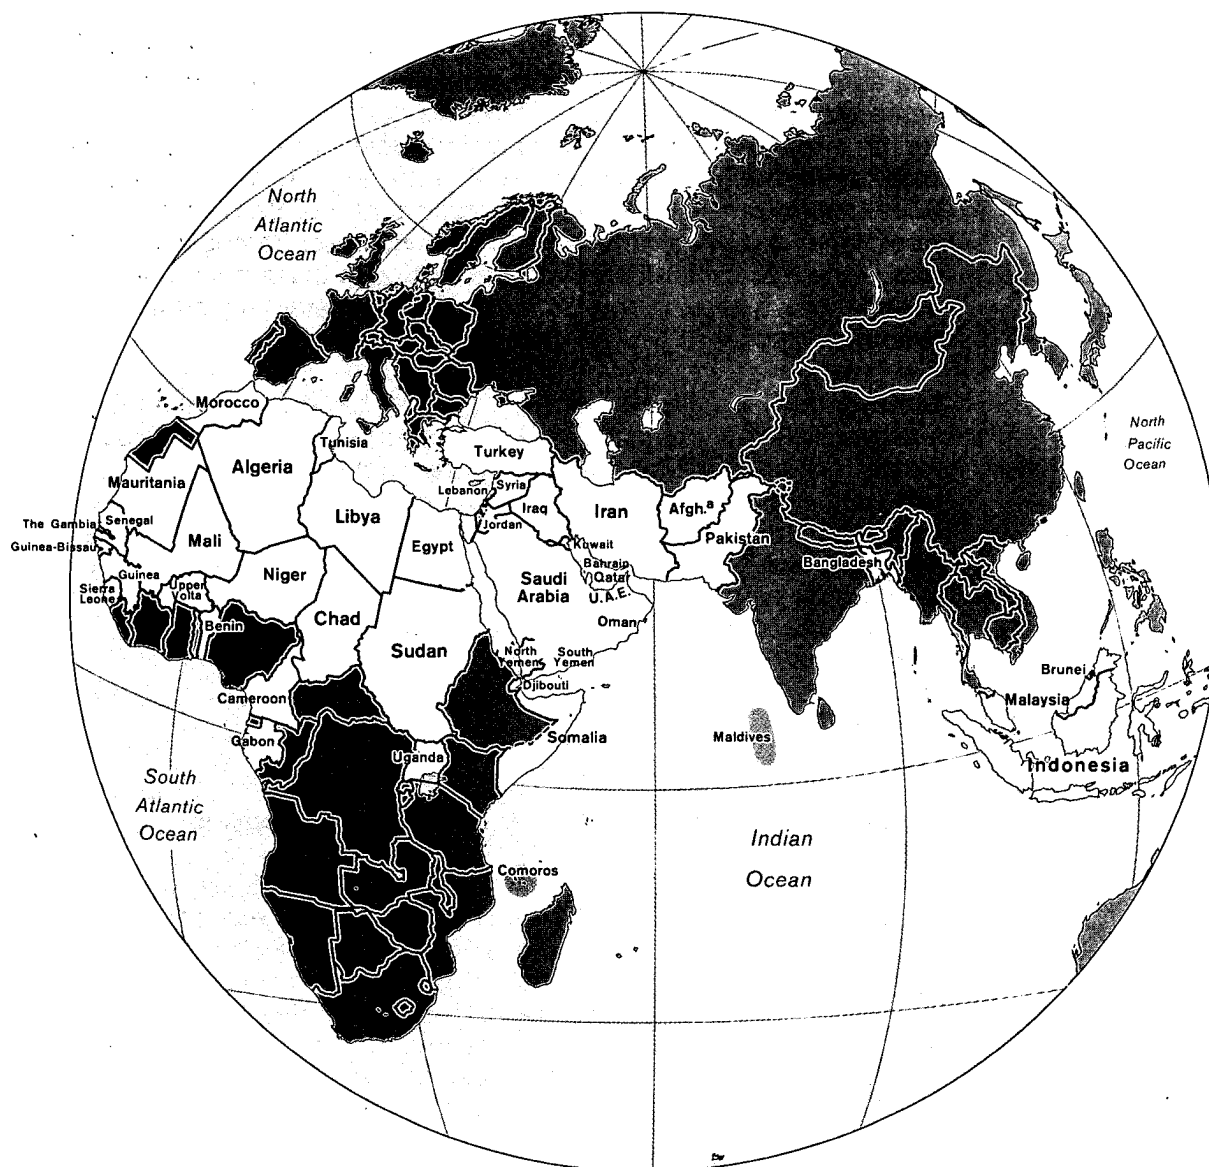 North
Atlantic
Ocean
Morocco
Tunisia
Algeria
Turkey
North
Pacific
Ocean
Mauritania
Lebanon
Syria
Libya
Iraq
Iran
Afgh.a
The Gambia
Senegal
Jordan
Guinea-Bissau
Mali
Egypt
Kuwait
Pakistan
Guinea
Niger
Bahrain
Qatar
Bangladesh
Sierra
Leone
Upper
Volta
Saudi
Arabia
U.A.E.
Chad
Oman
Benin
Sudan
North
Yemen
South
Yemen
Djibouti
Brunei
Cameroon
Malaysia
Gabon
Somalia
Maldives
Uganda
Indonesia
South
Atlantic
Ocean
Indian
Ocean
Comoros